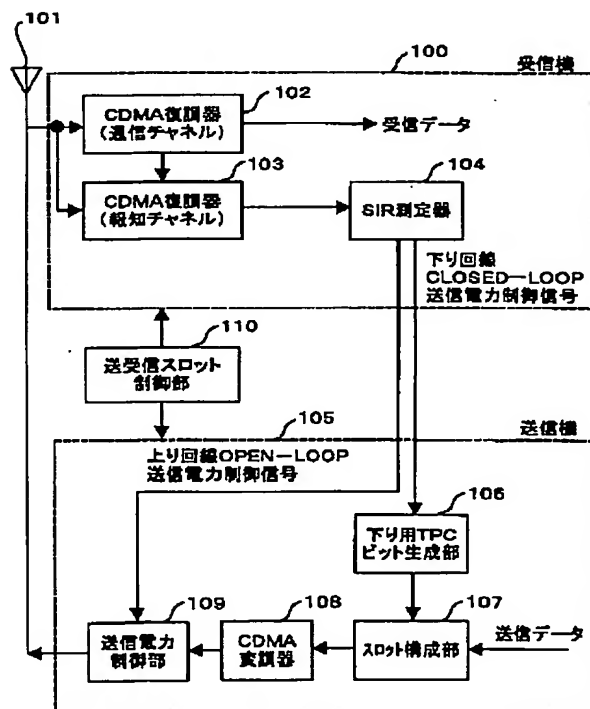 101
100
受信機
102
CDMA復調器
(通信チャネル)
受信データ
103
CDMA復調器
(報知チャネル)
104
SIR測定器
下り回線
CLOSED-LOOP
送信電力制御信号
110
送受信スロット
制御部
105
送信機
上り回線OPEN-LOOP
送信電力制御信号
106
下り用TPC
ビット生成部
109
送信電力
制御部
108
CDMA
変調器
107
スロット構成部
送信データ